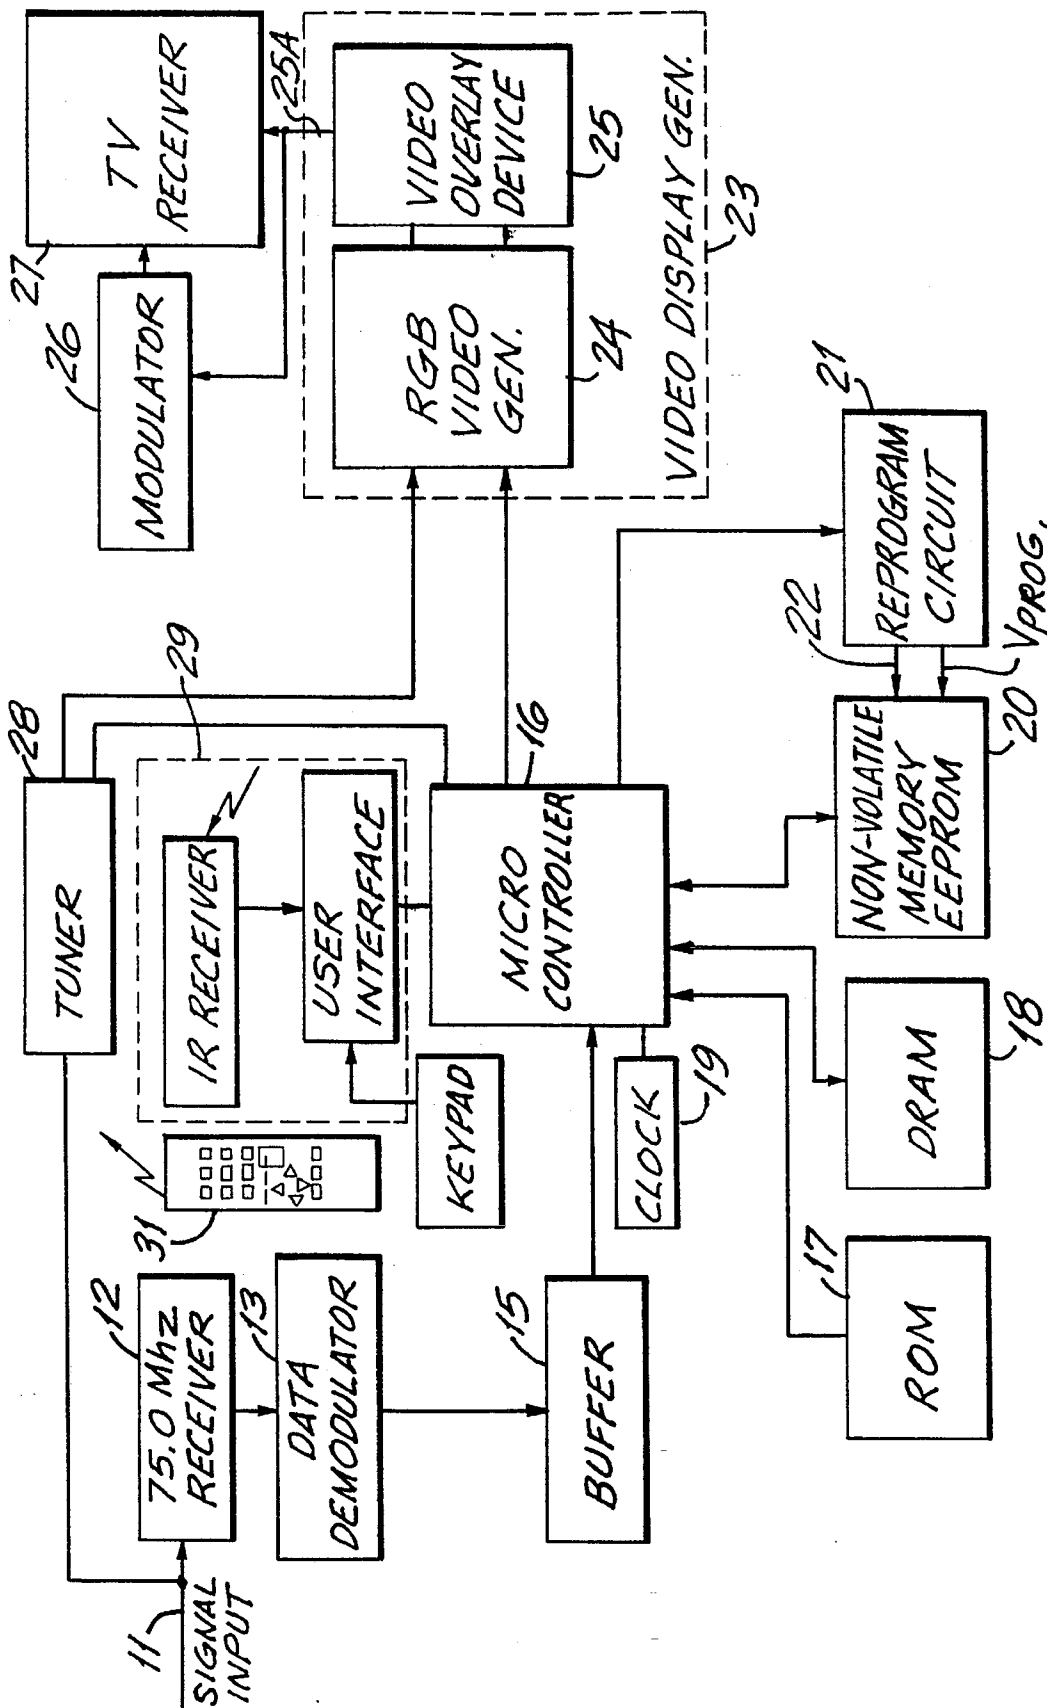 11
SIGNAL
INPUT
12
75.0 Mhz
RECEIVER
13
DATA
DEMODULATOR
15
BUFFER
17
ROM
31
28
TUNER
29
IR RECEIVER
USER
INTERFACE
KEYPAD
16
MICRO
CONTROLLER
CLOCK
19
DRAM
18
NON-VOLATILE
MEMORY
EEPROM
20
22
VPROG.
21
REPROGRAM
CIRCUIT
26
MODULATOR
27
TV
RECEIVER
25A
RGB
VIDEO
GEN.
24
VIDEO
OVERLAY
DEVICE
25
VIDEO DISPLAY GEN.
23